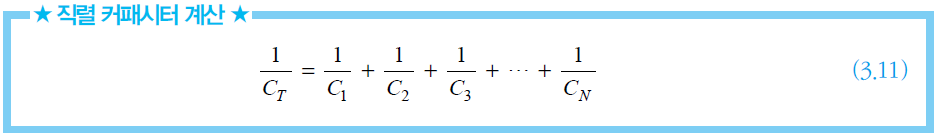 ★ 직렬 커패시터 계산 ★
1/C_T = 1/C_1 + 1/C_2 + 1/C_3 + ⋯ + 1/C_N (3.11)